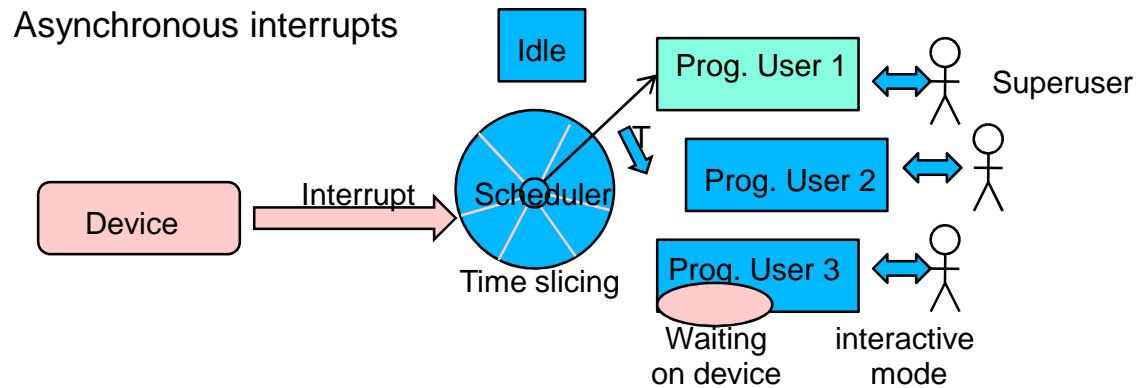 Asynchronous interrupts
Idle
Prog. User 1
Superuser
T
Prog. User 2
Interrupt
Scheduler
Device
Prog. User 3
Time slicing
Waiting
on device
interactive
mode